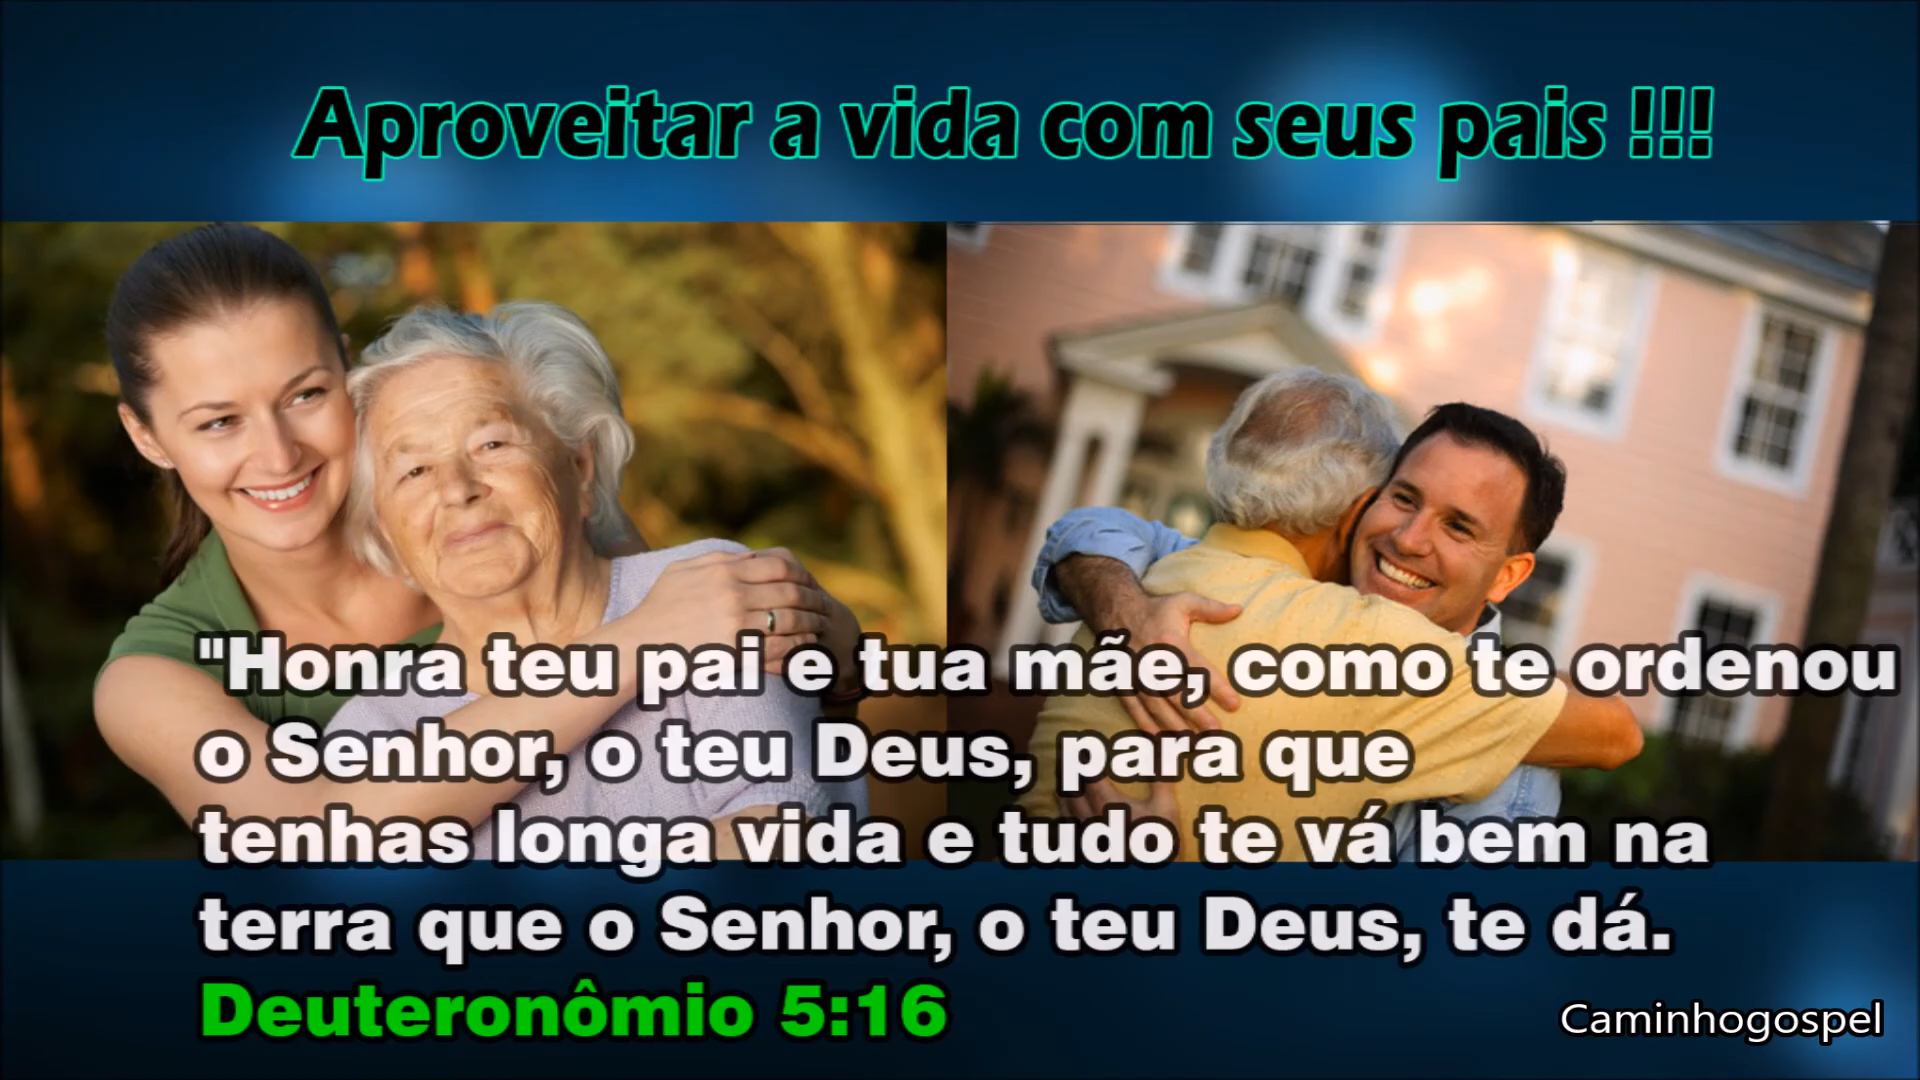 Aproveitar a vida com seus pais !!!
"Honra teu pai e tua mãe, como te ordenou
o Senhor, o teu Deus, para que
tenhas longa vida e tudo te vá bem na
terra que o Senhor, o teu Deus, te dá.
Deuteronômio 5:16
Caminhogospel